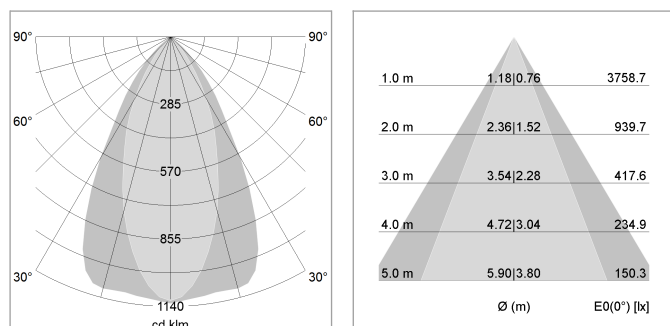 90° 90°
285
60° 60°
570
855
30° 30°
1140
cd klm
1.0 m 1.18|0.76 3758.7
2.0 m 2.36|1.52 939.7
3.0 m 3.54|2.28 417.6
4.0 m 4.72|3.04 234.9
5.0 m 5.90|3.80 150.3
Ø (m) E0(0°) [lx]